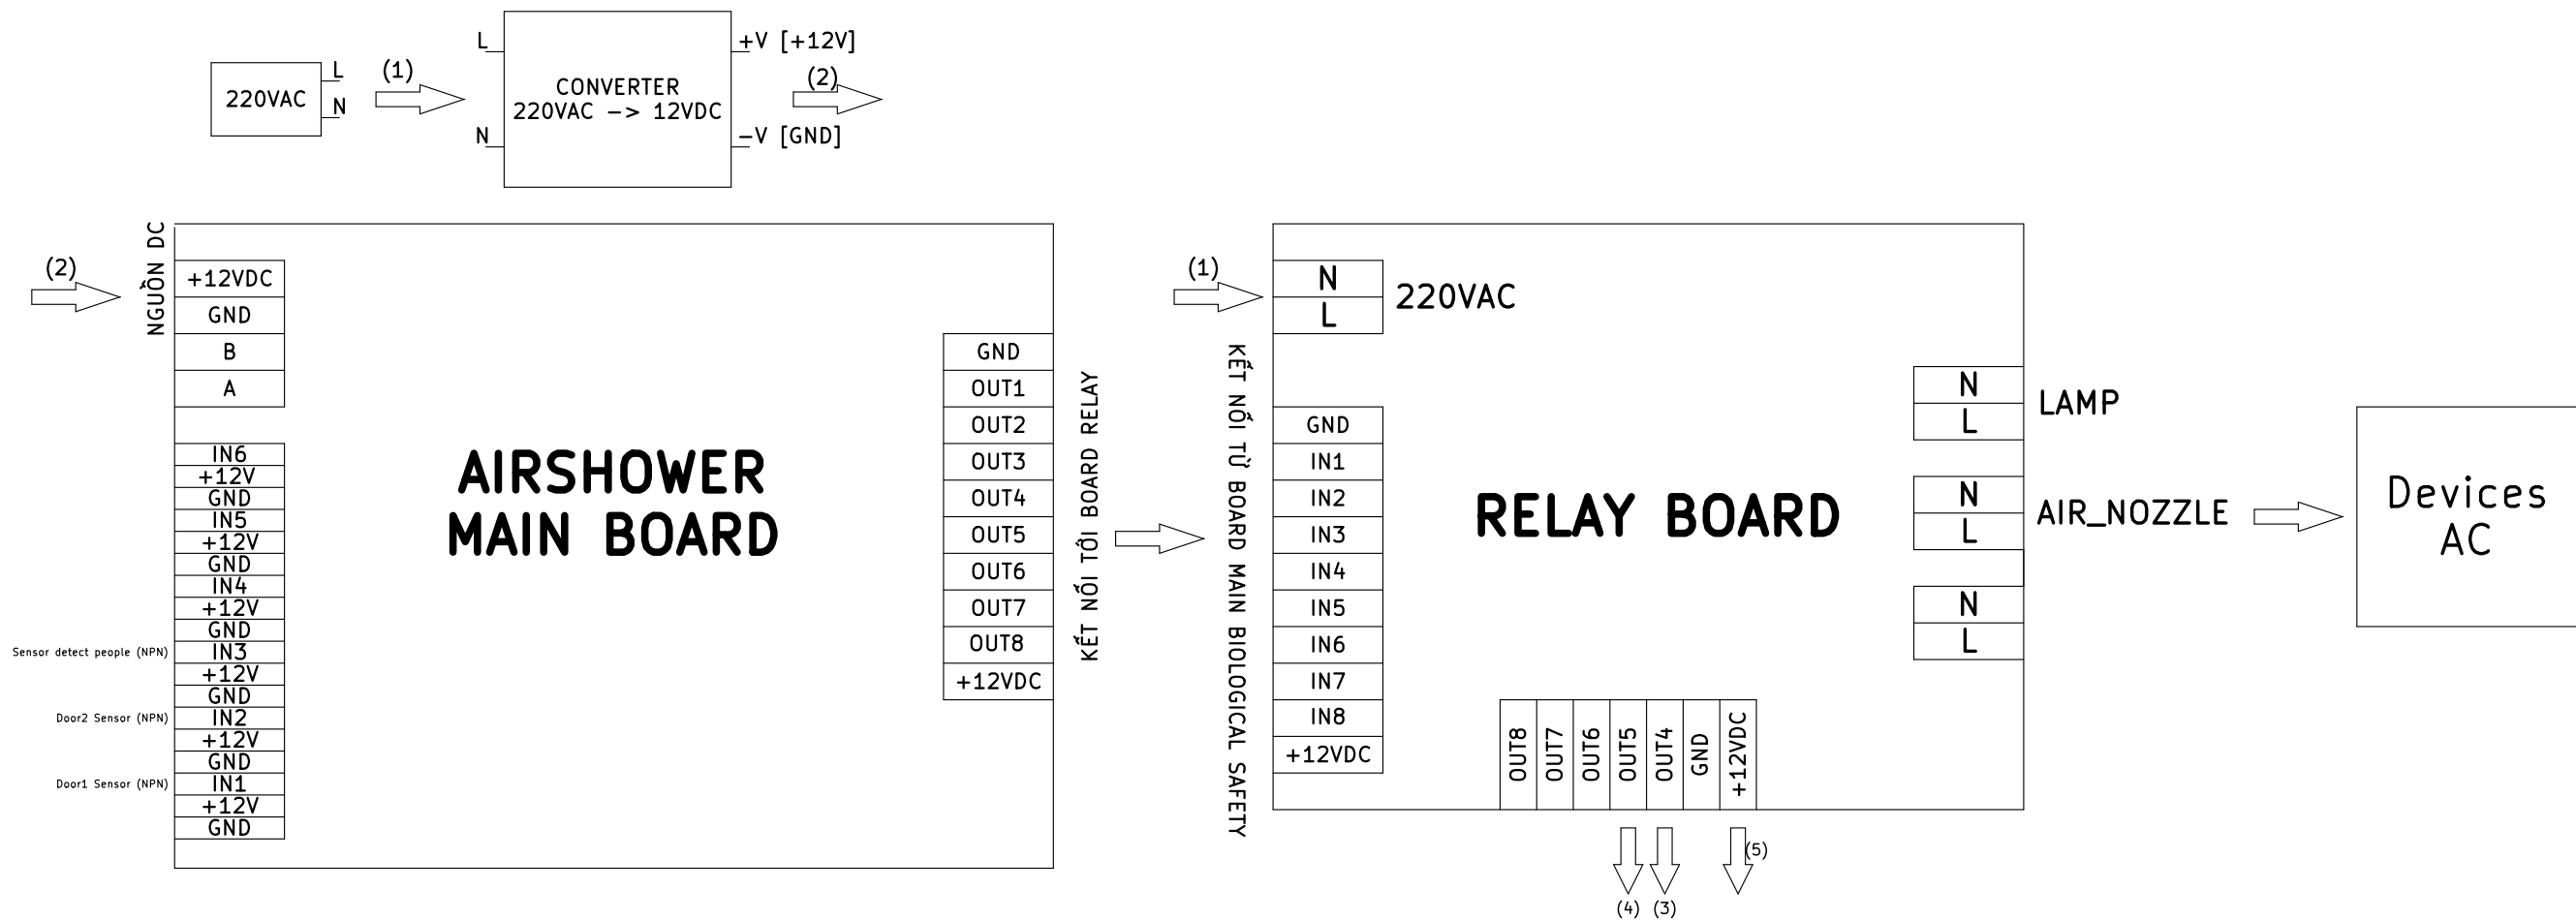 220VAC
L
N
(1)
L
N
CONVERTER
220VAC -> 12VDC
+V [+12V]
-V [GND]
(2)
(2)
NGUỒN DC
+12VDC
GND
B
A
IN6
+12V
GND
IN5
+12V
GND
IN4
+12V
GND
Sensor detect people (NPN)
IN3
+12V
GND
Door2 Sensor (NPN)
IN2
+12V
GND
Door1 Sensor (NPN)
IN1
+12V
GND
AIRSHOWER
MAIN BOARD
GND
OUT1
OUT2
OUT3
OUT4
OUT5
OUT6
OUT7
OUT8
+12VDC
KẾT NỐI TỚI BOARD RELAY
(1)
N
L
220VAC
KẾT NỐI TỪ BOARD MAIN BIOLOGICAL SAFETY
GND
IN1
IN2
IN3
IN4
IN5
IN6
IN7
IN8
+12VDC
RELAY BOARD
N
L
LAMP
N
L
AIR_NOZZLE
N
L
OUT8
OUT7
OUT6
OUT5
OUT4
GND
+12VDC
(4)
(3)
(5)
Devices
AC